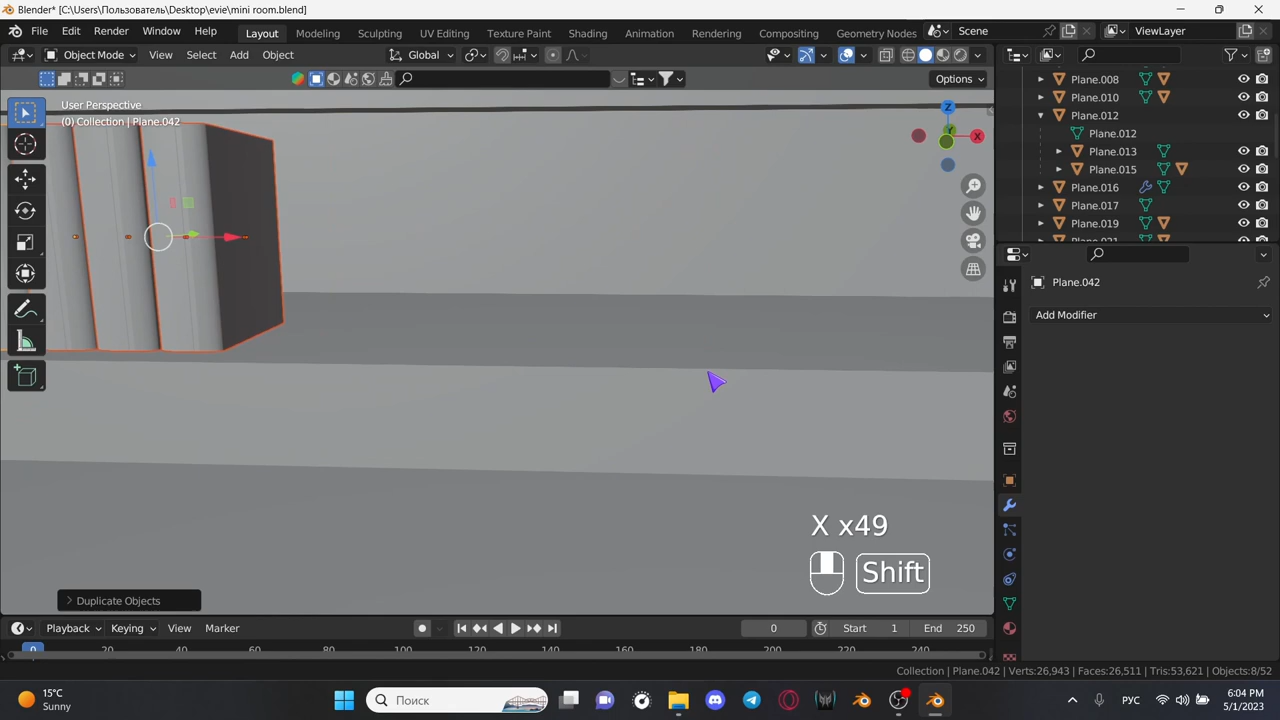 Blender* [C:\Users\Пользователь\Desktop\evie\mini room.blend]
File Edit Render Window Help Layout Modeling Sculpting UV Editing Texture Paint Shading Animation Rendering Compositing Geometry Nodes Scene ViewLayer
Object Mode View Select Add Object Global
Options
User Perspective
(0) Collection | Plane.042
Z
X
Plane.008
Plane.010
Plane.012
Plane.012
Plane.013
Plane.015
Plane.016
Plane.017
Plane.019
Plane.042
Add Modifier
X x49
Shift
Duplicate Objects
Playback Keying View Marker 0 Start 1 End 250
0 20 40 60 80 100 120 140 160 180 200 220 240
Collection | Plane.042 | Verts:26,943 | Faces:26,511 | Tris:53,621 | Objects:8/52
15°C
Sunny
Поиск
РУС
6:04 PM
5/1/2023